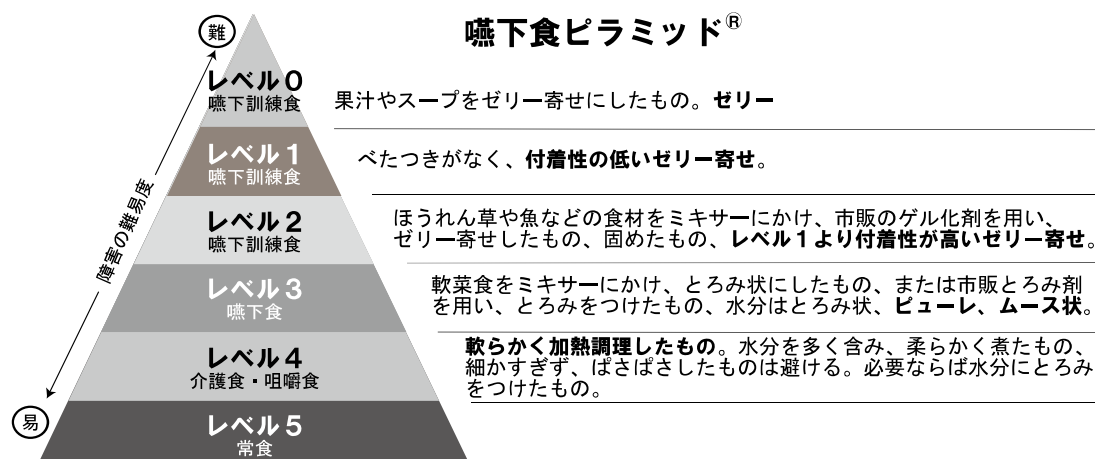 嚥下食ピラミッド®
難
レベル0
嚥下訓練食
果汁やスープをゼリー寄せにしたもの。ゼリー
レベル1
嚥下訓練食
べたつきがなく、付着性の低いゼリー寄せ。
レベル2
嚥下訓練食
ほうれん草や魚などの食材をミキサーにかけ、市販のゲル化剤を用い、
ゼリー寄せしたもの、固めたもの、レベル1より付着性が高いゼリー寄せ。
レベル3
嚥下食
軟菜食をミキサーにかけ、とろみ状にしたもの、または市販とろみ剤
を用い、とろみをつけたもの、水分はとろみ状、ピューレ、ムース状。
レベル4
介護食・咀嚼食
軟らかく加熱調理したもの。水分を多く含み、柔らかく煮たもの、
細かすぎず、ぱさぱさしたものは避ける。必要ならば水分にとろみ
をつけたもの。
レベル5
常食
障害の難易度
易